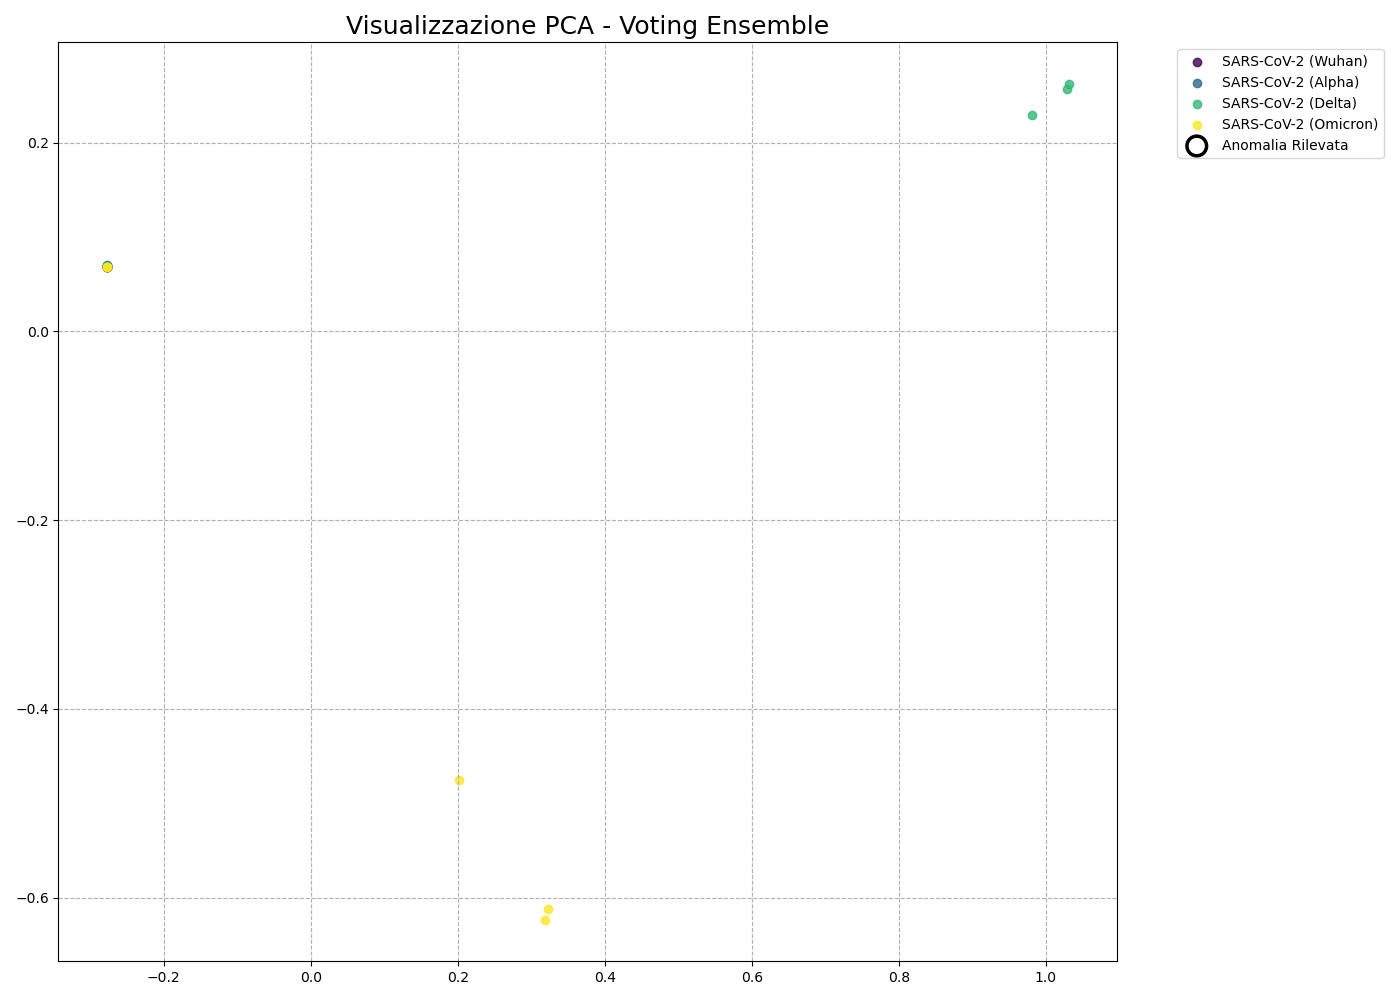 Visualizzazione PCA - Voting Ensemble
SARS-CoV-2 (Wuhan)
SARS-CoV-2 (Alpha)
SARS-CoV-2 (Delta)
SARS-CoV-2 (Omicron)
Anomalia Rilevata
0.2
0.0
−0.2
−0.4
−0.6
−0.2 0.0 0.2 0.4 0.6 0.8 1.0